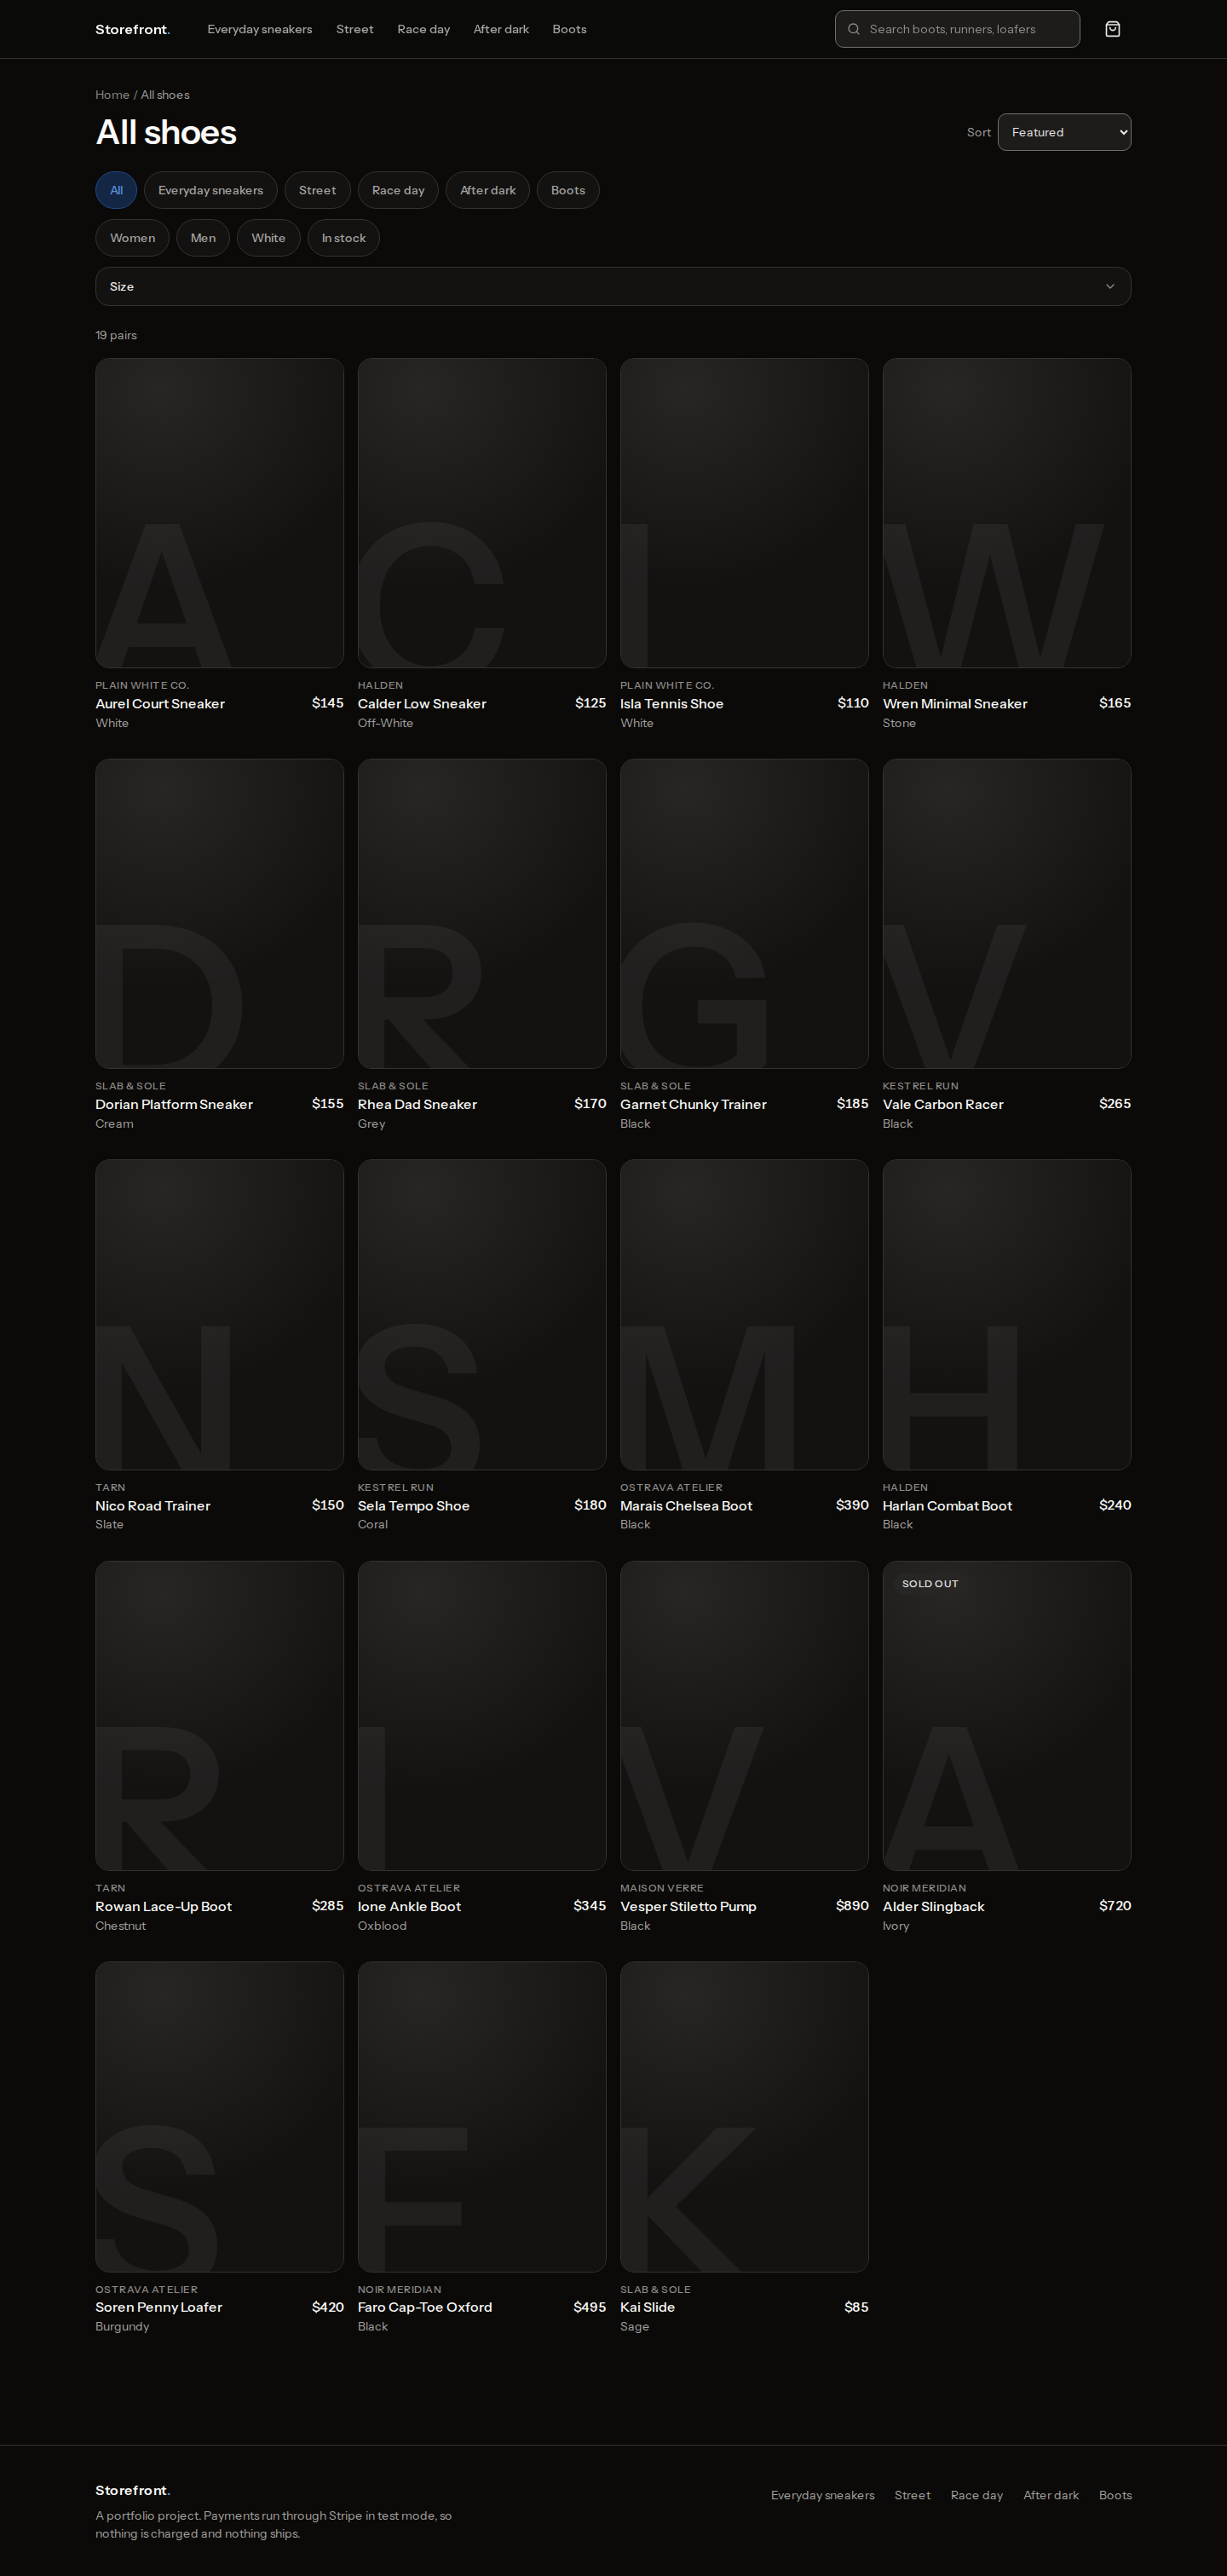 Storefront. Everyday sneakers Street Race day After dark Boots Search boots, runners, loafers
Home / All shoes
All shoes
Sort Featured
All Everyday sneakers Street Race day After dark Boots
Women Men White In stock
Size
19 pairs
A C I W
PLAIN WHITE CO. HALDEN PLAIN WHITE CO. HALDEN
Aurel Court Sneaker $145 Calder Low Sneaker $125 Isla Tennis Shoe $110 Wren Minimal Sneaker $165
White Off-White White Stone
D R G V
SLAB & SOLE SLAB & SOLE SLAB & SOLE KESTREL RUN
Dorian Platform Sneaker $155 Rhea Dad Sneaker $170 Garnet Chunky Trainer $185 Vale Carbon Racer $265
Cream Grey Black Black
N S M H
TARN KESTREL RUN OSTRAVA ATELIER HALDEN
Nico Road Trainer $150 Sela Tempo Shoe $180 Marais Chelsea Boot $390 Harlan Combat Boot $240
Slate Coral Black Black
SOLD OUT
R I V A
TARN OSTRAVA ATELIER MAISON VERRE NOIR MERIDIAN
Rowan Lace-Up Boot $285 Ione Ankle Boot $345 Vesper Stiletto Pump $890 Alder Slingback $720
Chestnut Oxblood Black Ivory
S F K
OSTRAVA ATELIER NOIR MERIDIAN SLAB & SOLE
Soren Penny Loafer $420 Faro Cap-Toe Oxford $495 Kai Slide $85
Burgundy Black Sage
Storefront. Everyday sneakers Street Race day After dark Boots
A portfolio project. Payments run through Stripe in test mode, so
nothing is charged and nothing ships.